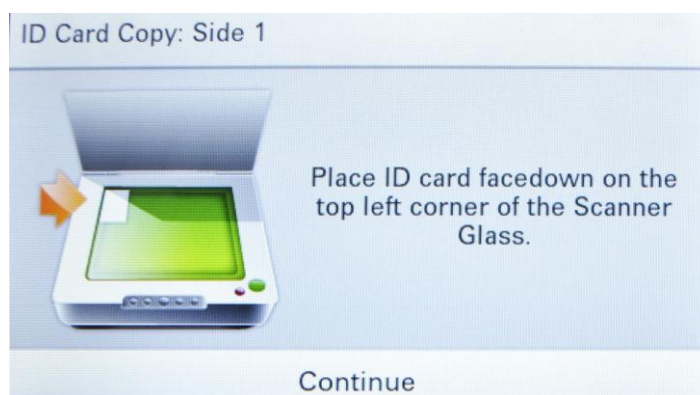 ID Card Copy: Side 1
Place ID card facedown on the
top left corner of the Scanner
Glass.
Continue